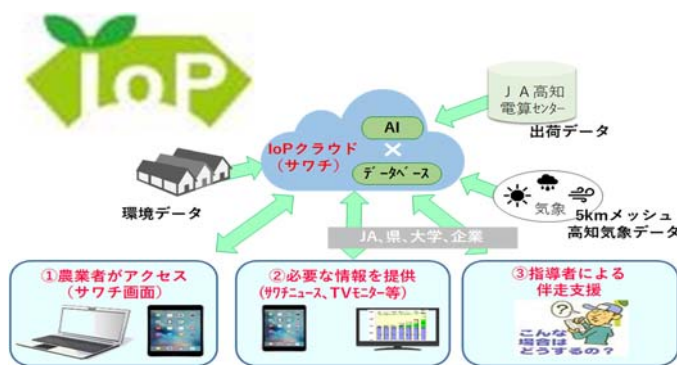 IoP
ＪＡ高知
電算センター
出荷データ
IoPクラウド
（サワチ）
AI
×
ﾃﾞｰﾀﾍﾞｰｽ
環境データ
気象
5kmメッシュ
高知気象データ
JA、県、大学、企業
①農業者がアクセス
（サワチ画面）
②必要な情報を提供
(ｻﾜﾁﾆｭｰｽ、TVﾓﾆﾀｰ等)
③指導者による
伴走支援
?
こんな
場合は
どうするの？